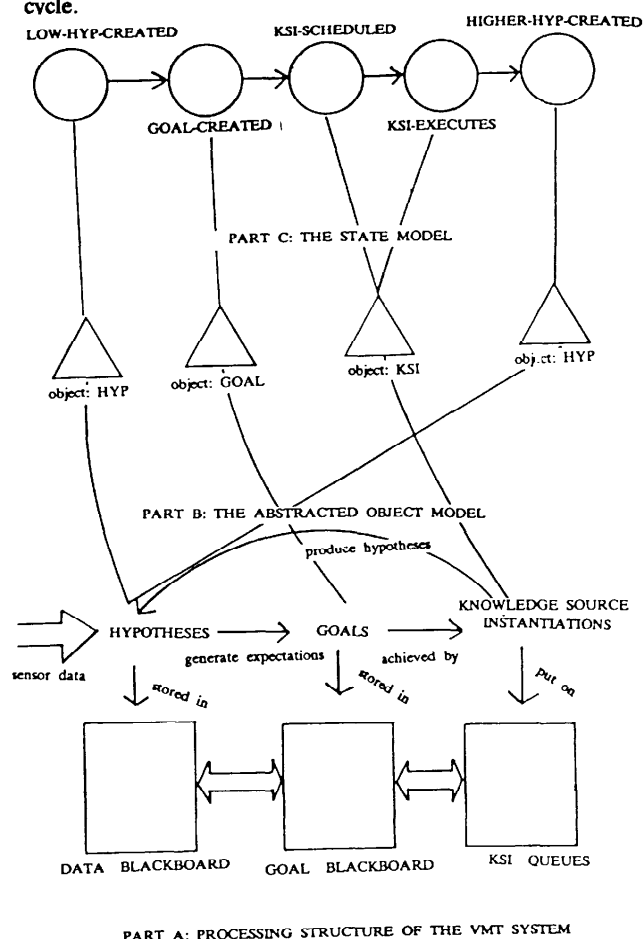 cycle.
LOW-HYP-CREATED
KSI-SCHEDULED
HIGHER-HYP-CREATED
GOAL-CREATED
KSI-EXECUTES
PART C: THE STATE MODEL
object: HYP
object: GOAL
object: KSI
obj.ct: HYP
PART B: THE ABSTRACTED OBJECT MODEL
produce hypotheses
HYPOTHESES
GOALS
KNOWLEDGE SOURCE
INSTANTIATIONS
sensor data
generate expectations
achieved by
stored in
stored in
put on
DATA BLACKBOARD
GOAL BLACKBOARD
KSI QUEUES
PART A: PROCESSING STRUCTURE OF THE VMT SYSTEM